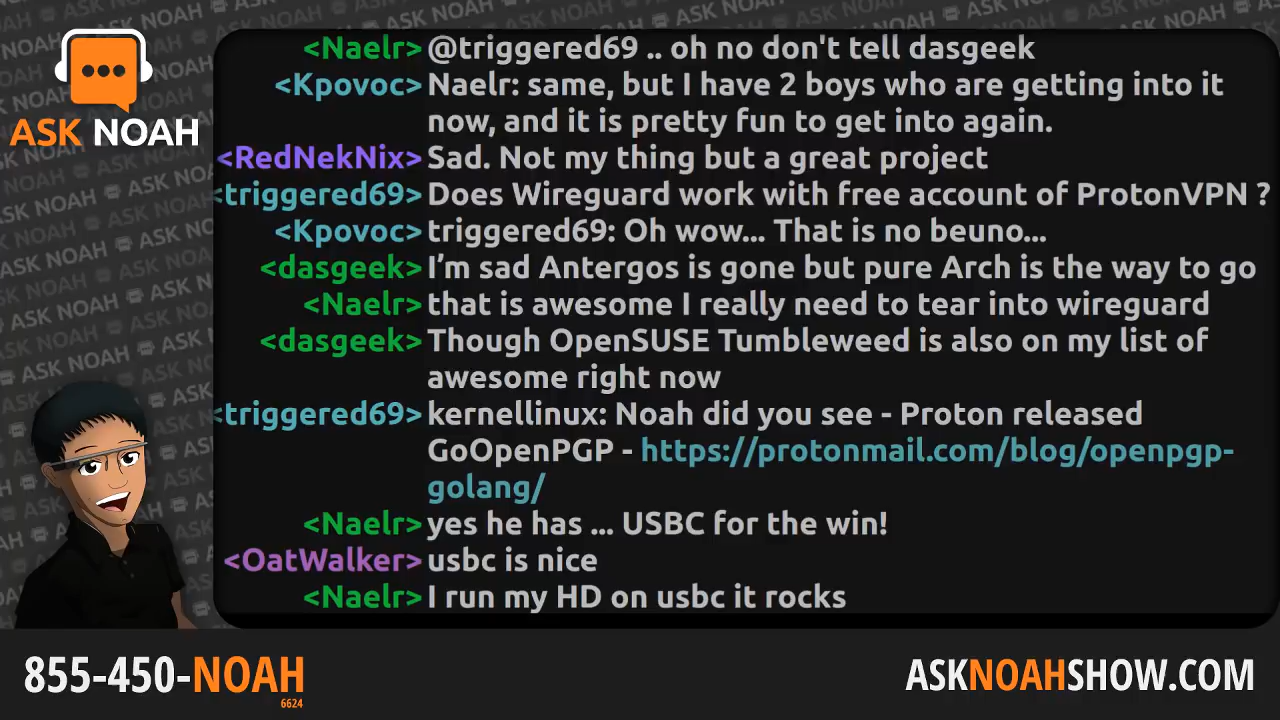 ASK NOAH
<Naelr> @triggered69 .. oh no don't tell dasgeek
<Kpovoc> Naelr: same, but I have 2 boys who are getting into it
now, and it is pretty fun to get into again.
<RedNekNix> Sad. Not my thing but a great project
<triggered69> Does Wireguard work with free account of ProtonVPN ?
<Kpovoc> triggered69: Oh wow... That is no beuno...
<dasgeek> I’m sad Antergos is gone but pure Arch is the way to go
<Naelr> that is awesome I really need to tear into wireguard
<dasgeek> Though OpenSUSE Tumbleweed is also on my list of
awesome right now
<triggered69> kernellinux: Noah did you see - Proton released
GoOpenPGP - https://protonmail.com/blog/openpgp-
golang/
<Naelr> yes he has ... USBC for the win!
<OatWalker> usbc is nice
<Naelr> I run my HD on usbc it rocks
855-450-NOAH
6624
ASKNOAHSHOW.COM